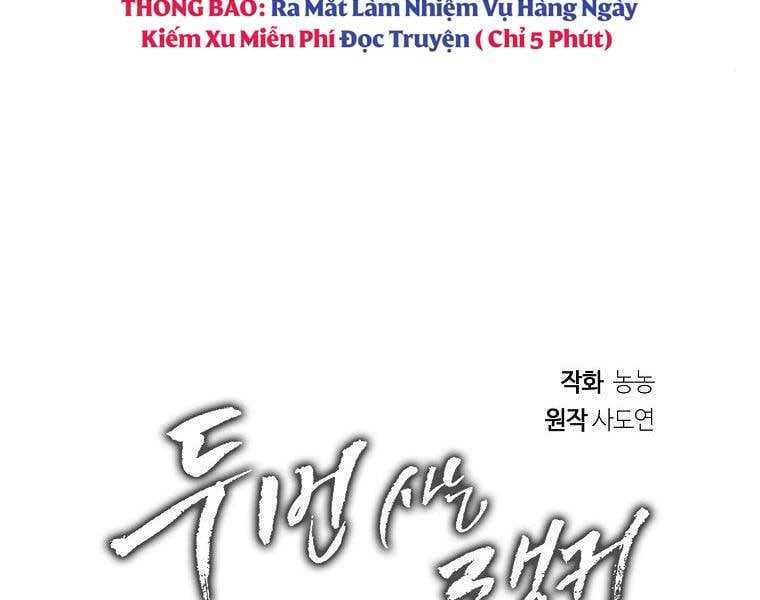 THÔNG BÁO: Ra Mắt Làm Nhiệm Vụ Hàng Ngày
Kiếm Xu Miễn Phí Đọc Truyện ( Chỉ 5 Phút)
작화 농농
원작 사도연
두번 사는
랭커